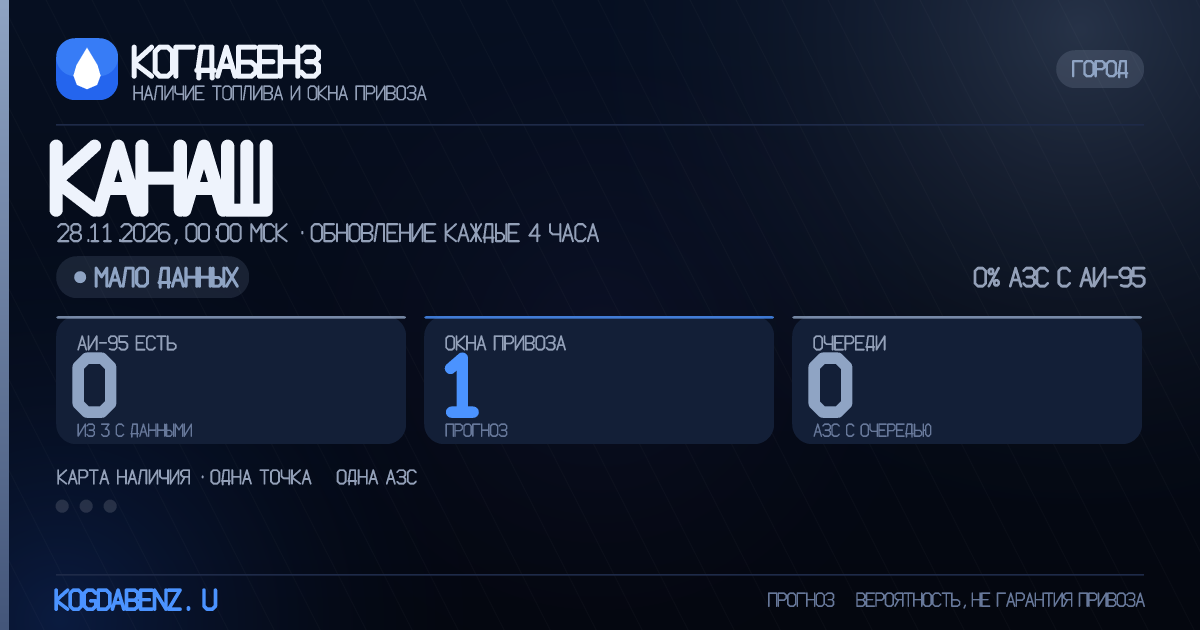 КОГДАБЕНЗ
НАЛИЧИЕ ТОПЛИВА И ОКНА ПРИВОЗА
ГОРОД
КАНАШ
28.11.2026, 00:00 МСК · ОБНОВЛЕНИЕ КАЖДЫЕ 4 ЧАСА
МАЛО ДАННЫХ
0% АЗС С АИ-95
АИ-95 ЕСТЬ
0
ИЗ 3 С ДАННЫМИ
ОКНА ПРИВОЗА
1
ПРОГНОЗ
ОЧЕРЕДИ
0
АЗС С ОЧЕРЕДЬЮ
КАРТА НАЛИЧИЯ · ОДНА ТОЧКА ОДНА АЗС
KOGDABENZ. U
ПРОГНОЗ ВЕРОЯТНОСТЬ, НЕ ГАРАНТИЯ ПРИВОЗА